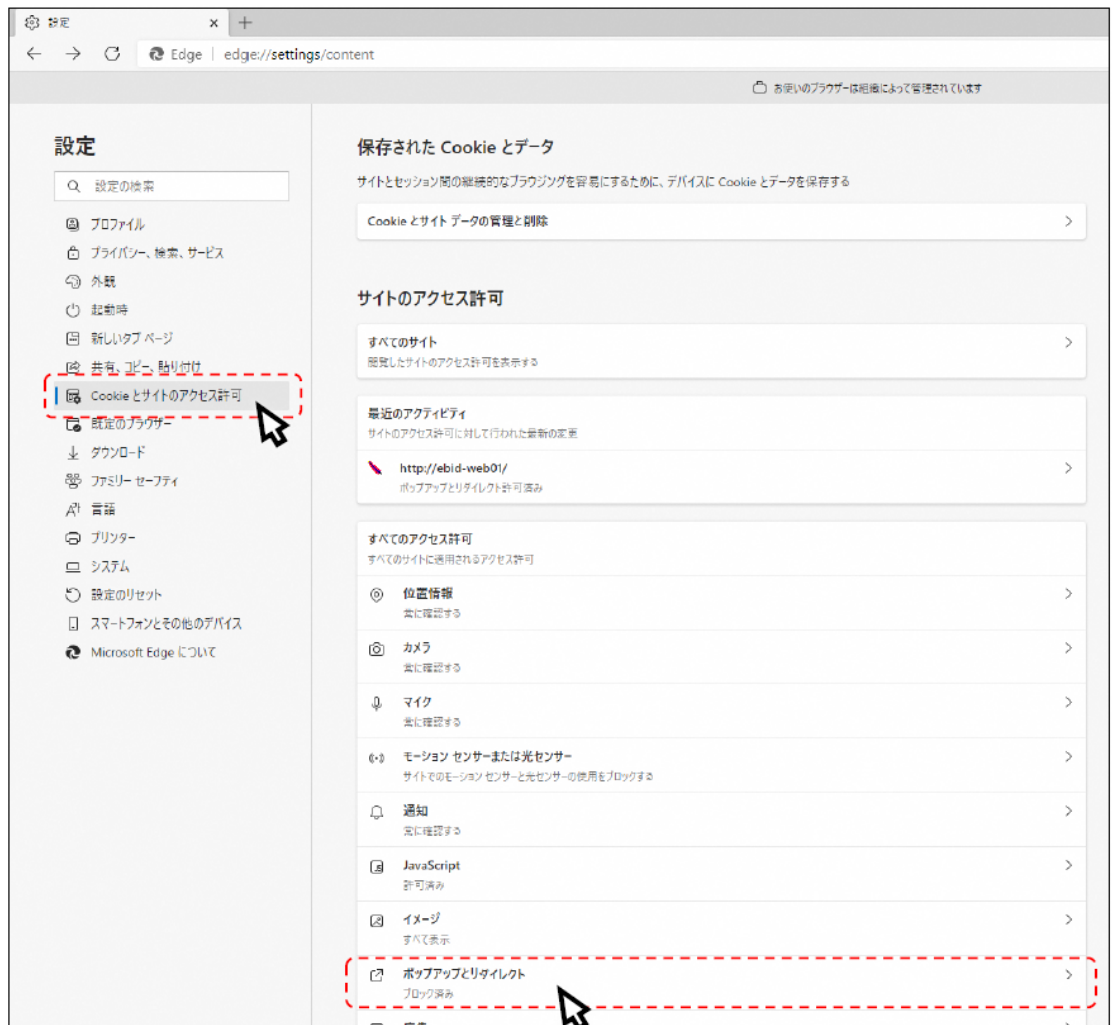 設定
Edge edge://settings/content
お使いのブラウザーは組織によって管理されています
設定
設定の検索
プロファイル
プライバシー、検索、サービス
外観
起動時
新しいタブ ページ
共有、コピー、貼り付け
Cookie とサイトのアクセス許可
既定のブラウザー
ダウンロード
ファミリー セーフティ
言語
プリンター
システム
設定のリセット
スマートフォンとその他のデバイス
Microsoft Edge について
保存された Cookie とデータ
サイトとセッション間の継続的なブラウジングを容易にするために、デバイスに Cookie とデータを保存する
Cookie とサイト データの管理と削除
サイトのアクセス許可
すべてのサイト
閲覧したサイトのアクセス許可を表示する
最近のアクティビティ
サイトのアクセス許可に対して行われた最新の変更
http://ebid-web01/
ポップアップとリダイレクト許可済み
すべてのアクセス許可
すべてのサイトに適用されるアクセス許可
位置情報
常に確認する
カメラ
常に確認する
マイク
常に確認する
モーション センサーまたは光センサー
サイトでのモーション センサーと光センサーの使用をブロックする
通知
常に確認する
JavaScript
許可済み
イメージ
すべて表示
ポップアップとリダイレクト
ブロック済み